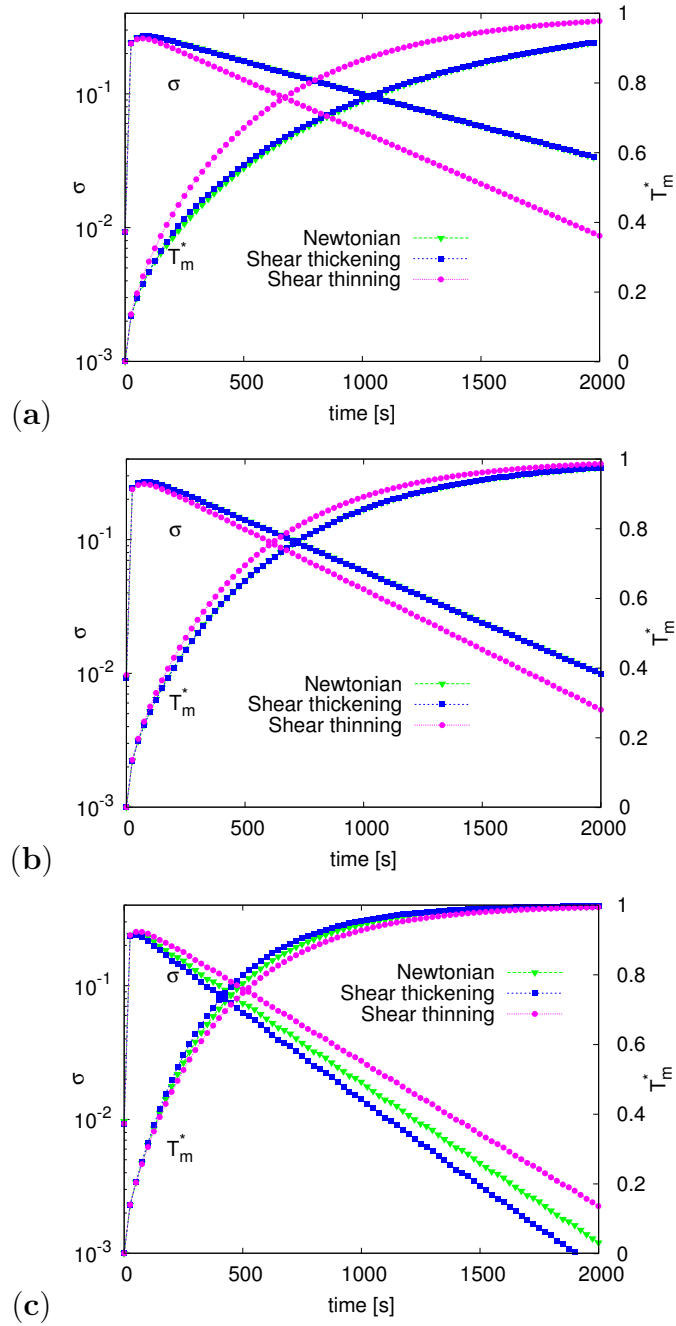 1
0.8
0.6
0.4
0.2
0
10⁻¹
10⁻²
10⁻³
σ
σ
T*m
T*m
Newtonian
Shear thickening
Shear thinning
0 500 1000 1500 2000
time [s]
(a)
1
0.8
0.6
0.4
0.2
0
10⁻¹
10⁻²
10⁻³
σ
σ
T*m
T*m
Newtonian
Shear thickening
Shear thinning
0 500 1000 1500 2000
time [s]
(b)
1
0.8
0.6
0.4
0.2
0
10⁻¹
10⁻²
10⁻³
σ
σ
T*m
T*m
Newtonian
Shear thickening
Shear thinning
0 500 1000 1500 2000
time [s]
(c)